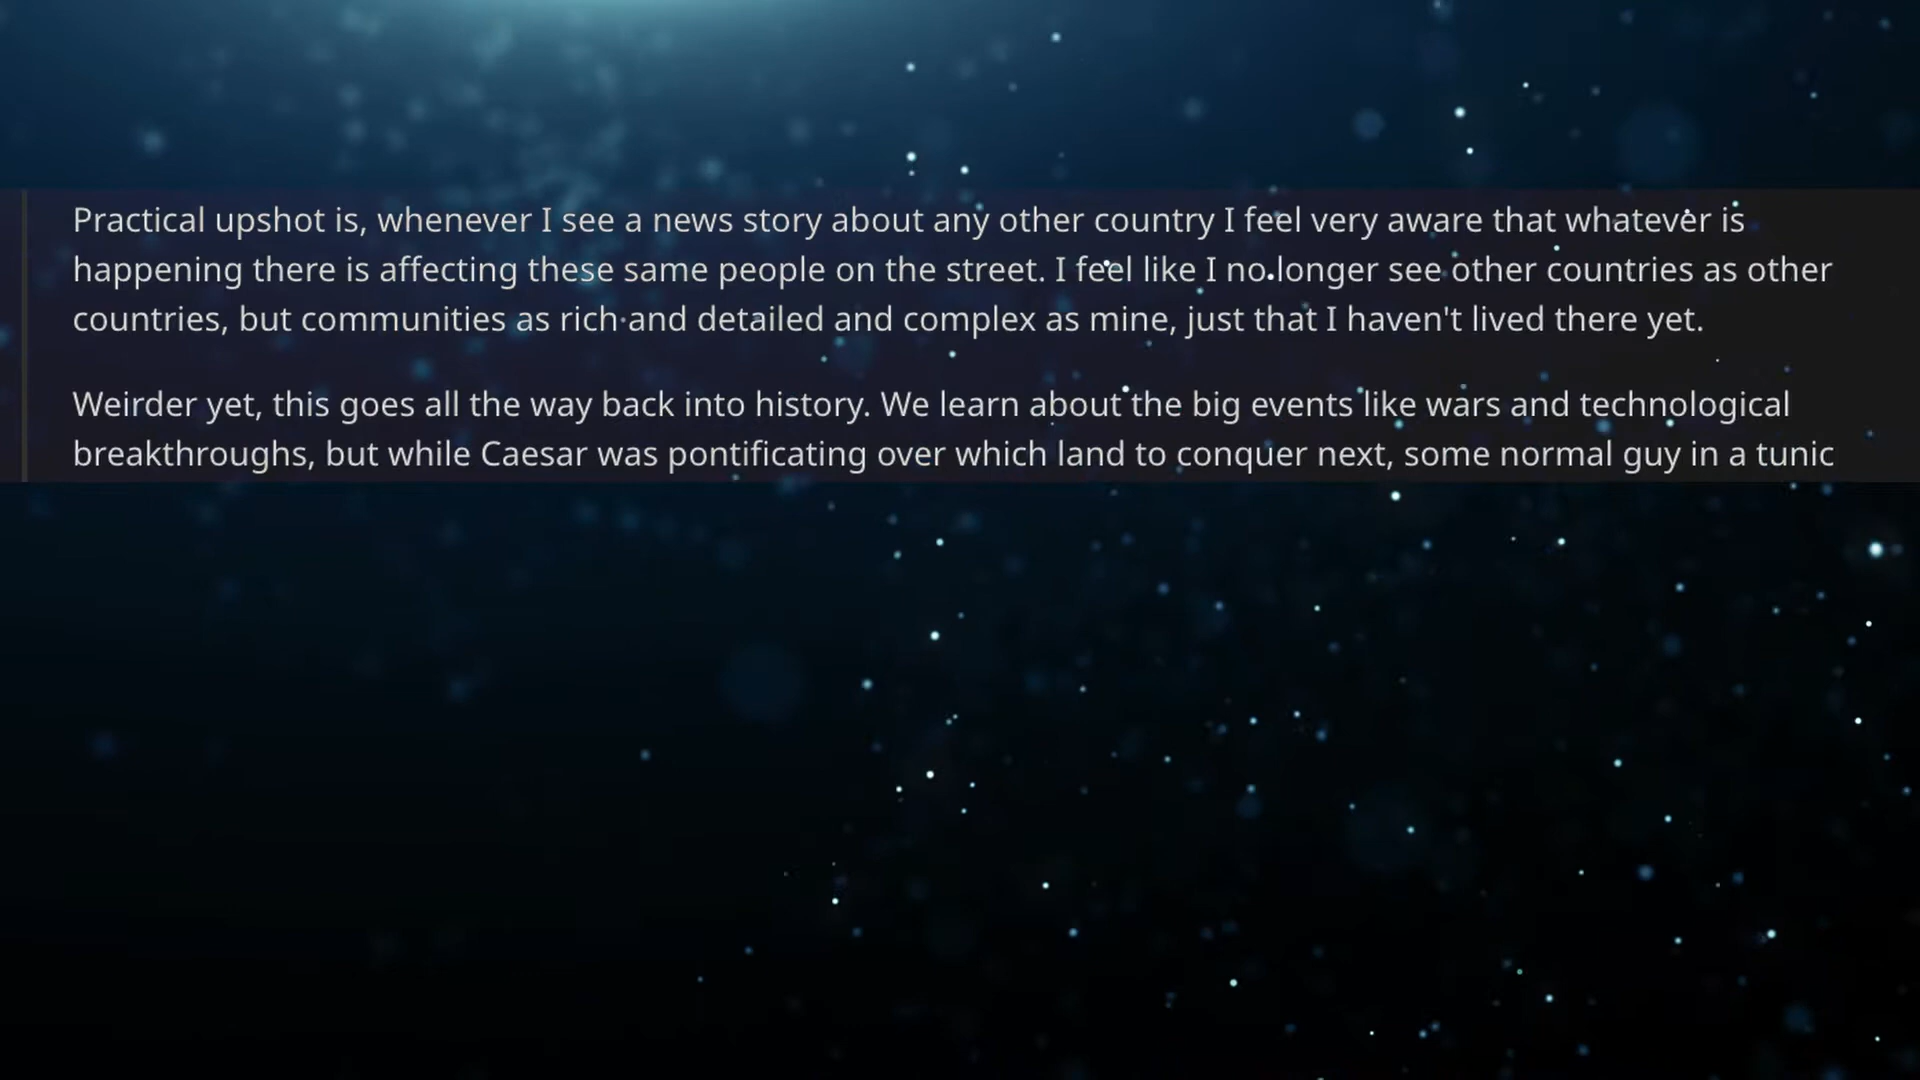 Practical upshot is, whenever I see a news story about any other country I feel very aware that whatever is
happening there is affecting these same people on the street. I feel like I no longer see other countries as other
countries, but communities as rich and detailed and complex as mine, just that I haven't lived there yet.
Weirder yet, this goes all the way back into history. We learn about the big events like wars and technological
breakthroughs, but while Caesar was pontificating over which land to conquer next, some normal guy in a tunic